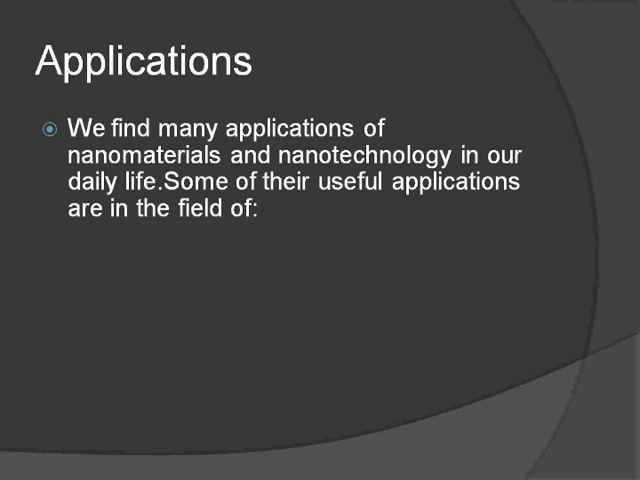 Applications
We find many applications of
nanomaterials and nanotechnology in our
daily life.Some of their useful applications
are in the field of: